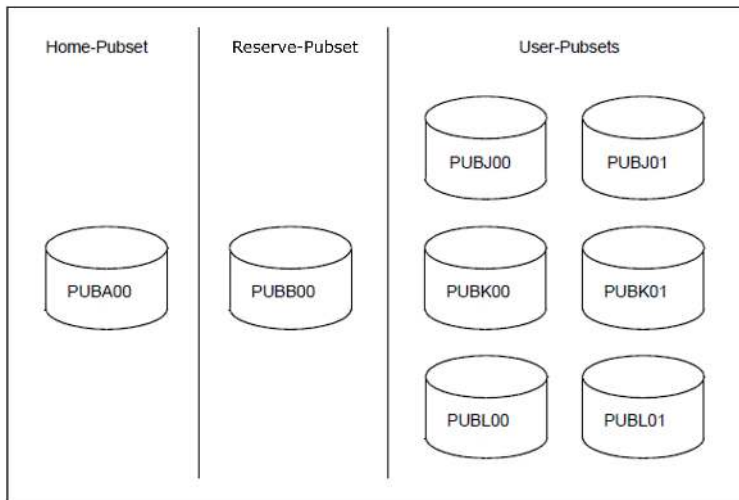 Home-Pubset
Reserve-Pubset
User-Pubsets
PUBJ00
PUBJ01
PUBA00
PUBB00
PUBK00
PUBK01
PUBL00
PUBL01